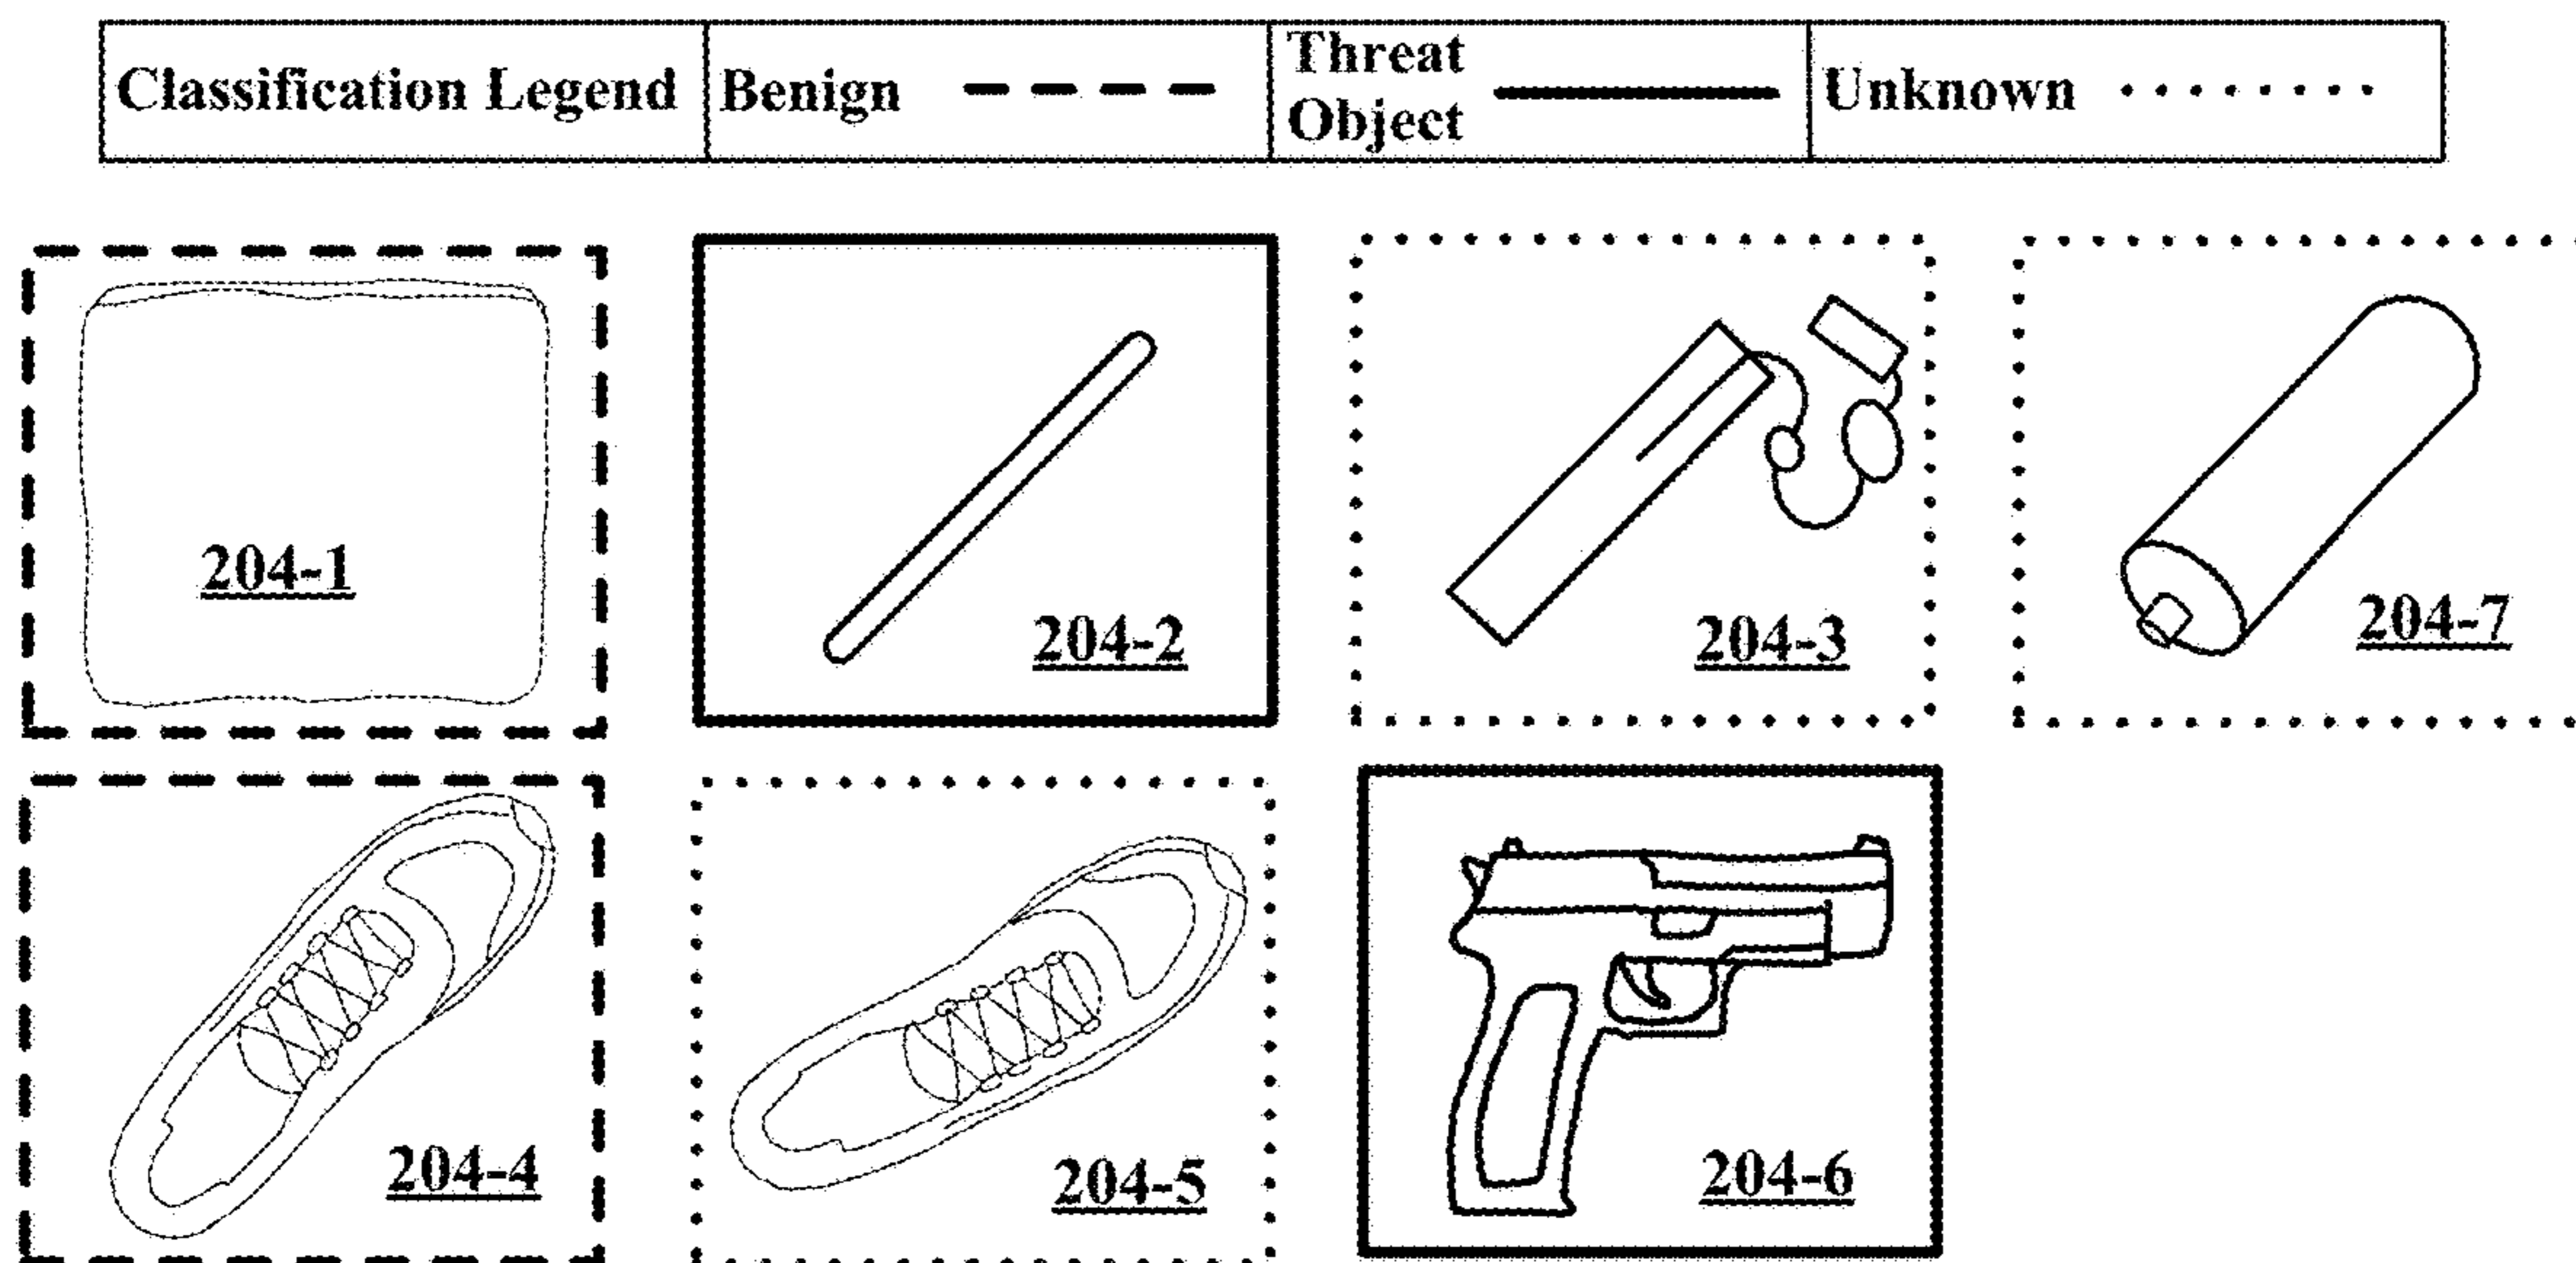 Classification Legend
Benign
Threat
Object
Unknown
204-1
204-2
204-3
204-7
204-4
204-5
204-6